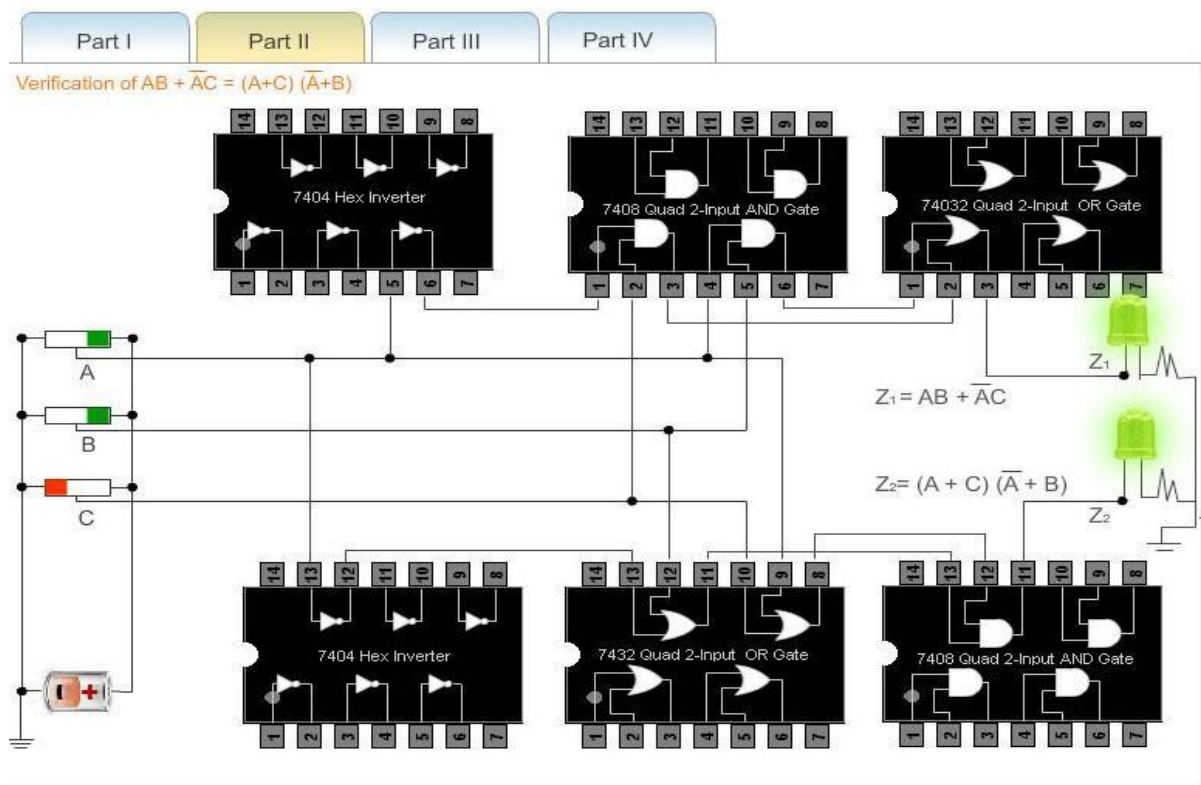 Part I
Part II
Part III
Part IV
Verification of AB + A̅C = (A+C) (A̅+B)
14 13 12 11 10 9 8
7404 Hex Inverter
1 2 3 4 5 6 7
14 13 12 11 10 9 8
7408 Quad 2-Input AND Gate
1 2 3 4 5 6 7
14 13 12 11 10 9 8
74032 Quad 2-Input OR Gate
1 2 3 4 5 6 7
A
B
C
Z₁
Z₁ = AB + A̅C
Z₂= (A + C) (A̅ + B)
Z₂
14 13 12 11 10 9 8
7404 Hex Inverter
1 2 3 4 5 6 7
14 13 12 11 10 9 8
7432 Quad 2-Input OR Gate
1 2 3 4 5 6 7
14 13 12 11 10 9 8
7408 Quad 2-Input AND Gate
1 2 3 4 5 6 7
- +